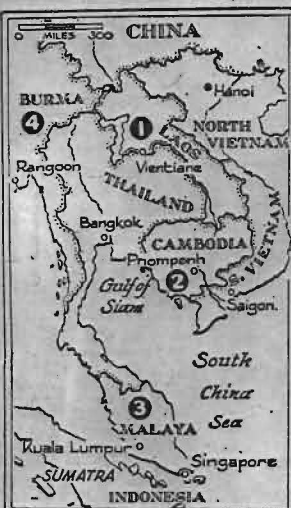 CHINA
0 MILES 300
Hanoi
BURMA
4
1
NORTH
VIETNAM
LAOS
Rangoon
Vientiane
THAILAND
VIETNAM
Bangkok
CAMBODIA
Pnompenh
2
Gulf of
Siam
Saigon
South
China
Sea
3
MALAYA
Kuala Lumpur
Singapore
SUMATRA
INDONESIA